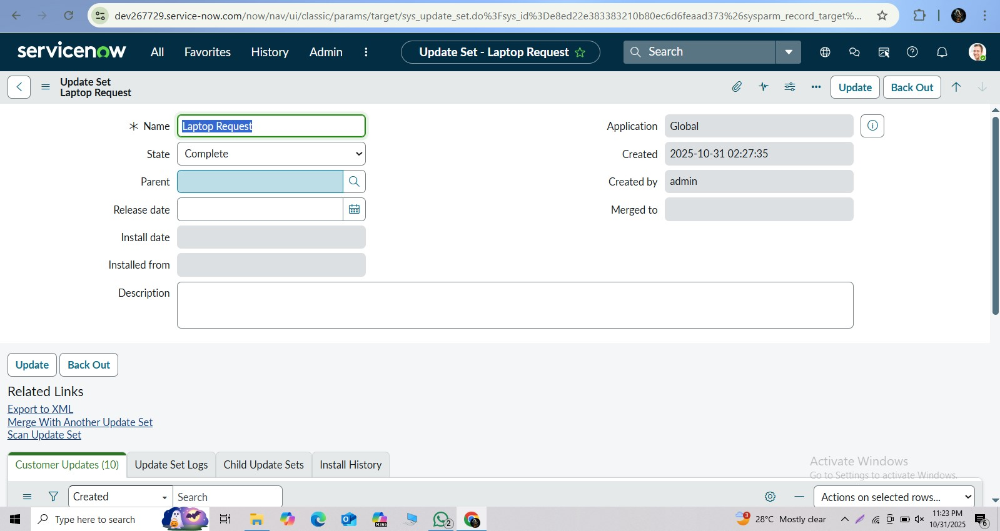 dev267729.service-now.com/now/nav/ui/classic/params/target/sys_update_set.do%3Fsys_id%3De8ed22e383383210b80ec6d6feaad373%26sysparm_record_target%...
servicenow All Favorites History Admin Update Set - Laptop Request Search
Update Set
Laptop Request
Update Back Out
Name Laptop Request Application Global
State Complete Created 2025-10-31 02:27:35
Parent Created by admin
Release date Merged to
Install date
Installed from
Description
Update Back Out
Related Links
Export to XML
Merge With Another Update Set
Scan Update Set
Activate Windows
Customer Updates (10) Update Set Logs Child Update Sets Install History
Go to Settings to activate Windows.
Created Search Actions on selected rows...
Type here to search M365 2 3 28°C Mostly clear 11:23 PM
10/31/2025 6